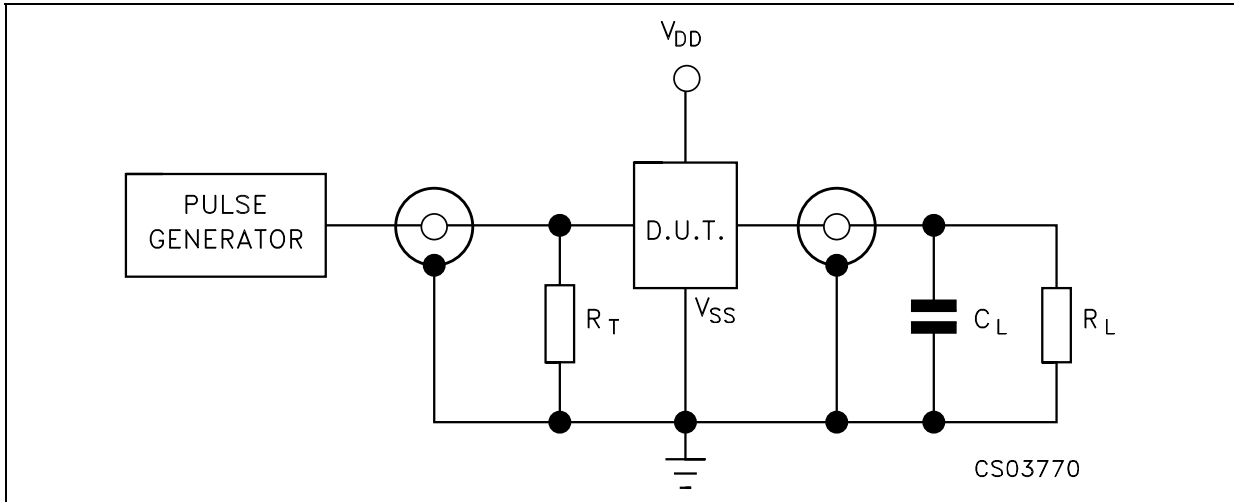 VDD
PULSE
GENERATOR
D.U.T.
VSS
RT
CL
RL
CS03770